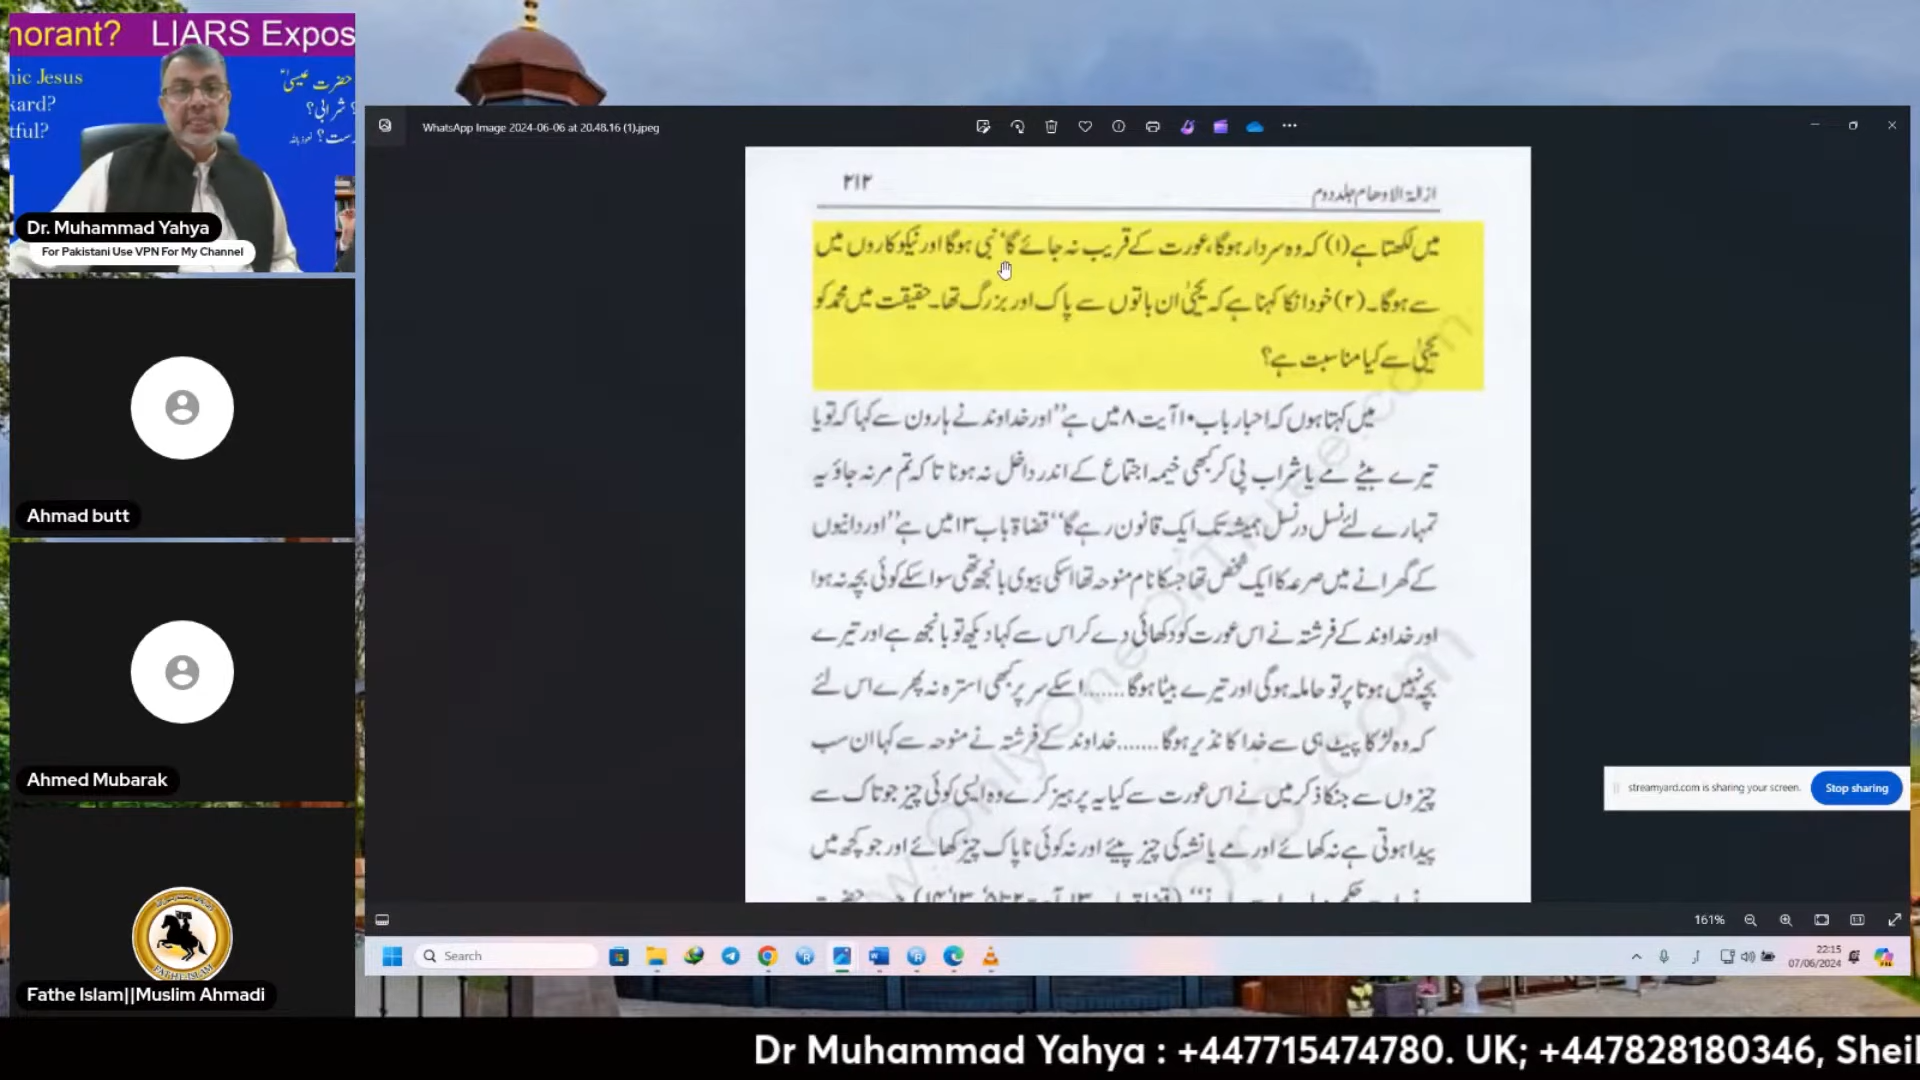 norant? LIARS Expos
nic Jesus
kard?
tful?
حضرت عیسیٰؑ
شرابی؟
Dr. Muhammad Yahya
For Pakistani Use VPN For My Channel
Ahmad butt
Ahmed Mubarak
FATHE-ISLAM
Fathe Islam||Muslim Ahmadi
WhatsApp Image 2024-06-06 at 20.48.16 (1).jpeg
ازالۃ الاوھام جلد دوم
۲۱۲
میں لکھتا ہے (۱) کہ وہ سردار ہوگا، عورت کے قریب نہ جائے گا‘ نبی ہوگا اور نیکوکاروں میں
سے ہوگا۔ (۲) خود انکا کہنا ہے کہ یحییٰ ان باتوں سے پاک اور بزرگ تھا۔ حقیقت میں محمد کو
یحییٰ سے کیا مناسبت ہے؟
میں کہتا ہوں کہ احبار باب ۱۰ آیت ۸ میں ہے ’’اور خداوند نے ہارون سے کہا کہ تو یا
تیرے بیٹے مے یا شراب پی کر کبھی خیمہ اجتماع کے اندر داخل نہ ہونا تا کہ تم مر نہ جاؤ یہ
تمہارے لئے نسل در نسل ہمیشہ تک ایک قانون رہے گا‘‘ قضاۃ باب ۱۳ میں ہے ’’اور دانیوں
کے گھرانے میں صرعہ کا ایک شخص تھا جسکا نام منوحہ تھا اسکی بیوی بانجھ تھی سو اسکے کوئی بچہ نہ ہوا
اور خداوند کے فرشتہ نے اس عورت کو دکھائی دے کر اس سے کہا دیکھ تو بانجھ ہے اور تیرے
بچہ نہیں ہوتا پر تو حاملہ ہوگی اور تیرے بیٹا ہوگا.......اسکے سر پر کبھی استرہ نہ پھرے اس لئے
کہ وہ لڑکا پیٹ ہی سے خدا کا نذیر ہوگا.......خداوند کے فرشتہ نے منوحہ سے کہا ان سب
چیزوں سے جنکا ذکر میں نے اس عورت سے کیا یہ پرہیز کرے وہ ایسی کوئی چیز جو تاک سے
پیدا ہوتی ہے نہ کھائے اور مے یا نشہ کی چیز پیئے اور نہ کوئی ناپاک چیز کھائے اور جو کچھ میں
streamyard.com is sharing your screen.
Stop sharing
161%
Search
22:15
07/06/2024
Dr Muhammad Yahya : +447715474780. UK; +447828180346, Sheil